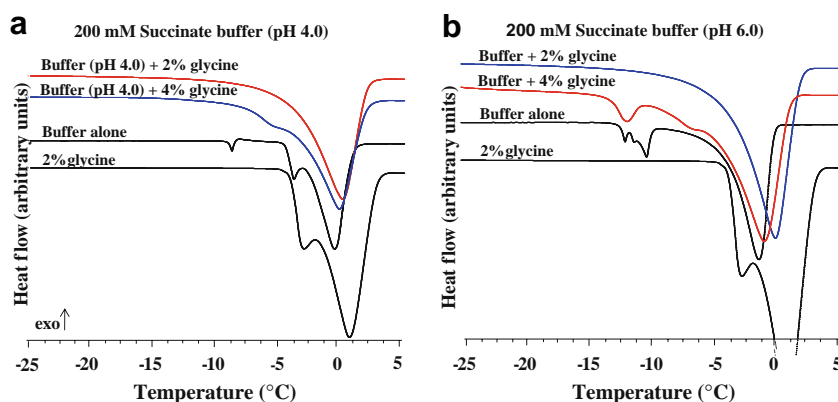 a
200 mM Succinate buffer (pH 4.0)
Buffer (pH 4.0) + 2% glycine
Buffer (pH 4.0) + 4% glycine
Buffer alone
2%glycine
Heat flow (arbitrary units)
exo
-25 -20 -15 -10 -5 0 5
Temperature (°C)
b
200 mM Succinate buffer (pH 6.0)
Buffer + 2% glycine
Buffer + 4% glycine
Buffer alone
2%glycine
Heat flow (arbitrary units)
-25 -20 -15 -10 -5 0 5
Temperature (°C)